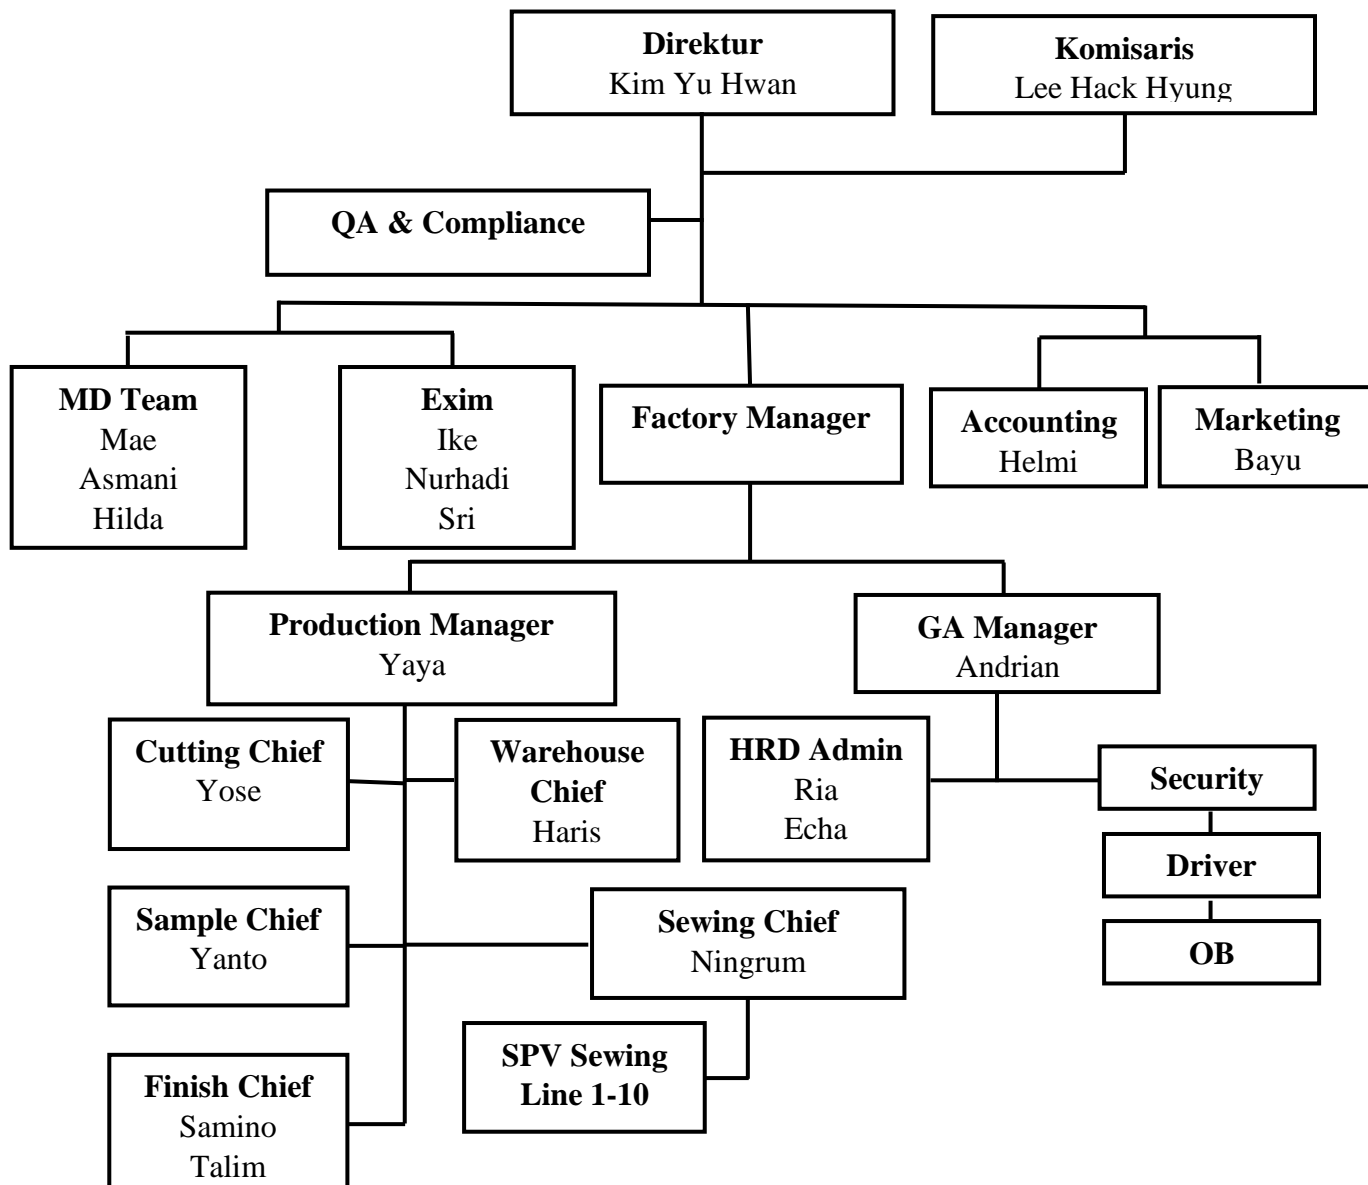 Direktur
Kim Yu Hwan
Komisaris
Lee Hack Hyung
QA & Compliance
MD Team
Mae
Asmani
Hilda
Exim
Ike
Nurhadi
Sri
Factory Manager
Accounting
Helmi
Marketing
Bayu
Production Manager
Yaya
GA Manager
Andrian
Cutting Chief
Yose
Warehouse
Chief
Haris
HRD Admin
Ria
Echa
Security
Driver
OB
Sample Chief
Yanto
Sewing Chief
Ningrum
SPV Sewing
Line 1-10
Finish Chief
Samino
Talim